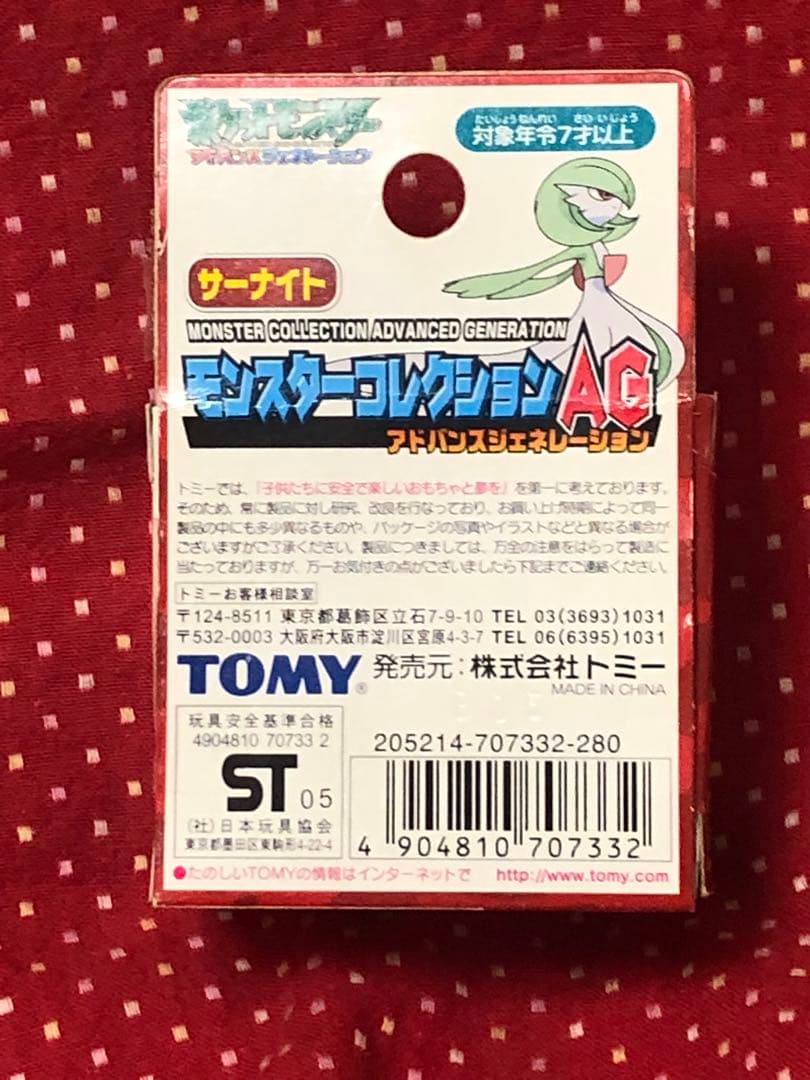 ポケットモンスター
アドバンスジェネレーション
たいしょうねんれい さいいじょう
対象年令7才以上
サーナイト
MONSTER COLLECTION ADVANCED GENERATION
モンスターコレクションAG
アドバンスジェネレーション
トミーでは、『子供たちに安全で楽しいおもちゃと夢を』を第一に考えております。
そのため、常に製品に対し研究、改良を行なっており、お買い上げ時期によって同一
製品の中にも多少異なるものや、パッケージの写真やイラストなどと異なる場合が
ございますがご了承ください。製品につきましては、万全の注意をはらって製造に
当たっておりますが、万一お気付きの点がございましたら下記までご連絡ください。
トミーお客様相談室
〒124-8511 東京都葛飾区立石7-9-10 TEL 03(3693)1031
〒532-0003 大阪府大阪市淀川区宮原4-3-7 TEL 06(6395)1031
TOMY® 発売元:株式会社トミー
MADE IN CHINA
玩具安全基準合格
4904810 70733 2
ST 05
(社)日本玩具協会
東京都墨田区東駒形4-22-4
205214-707332-280
4 904810 707332
●たのしいTOMYの情報はインターネットで http://www.tomy.com